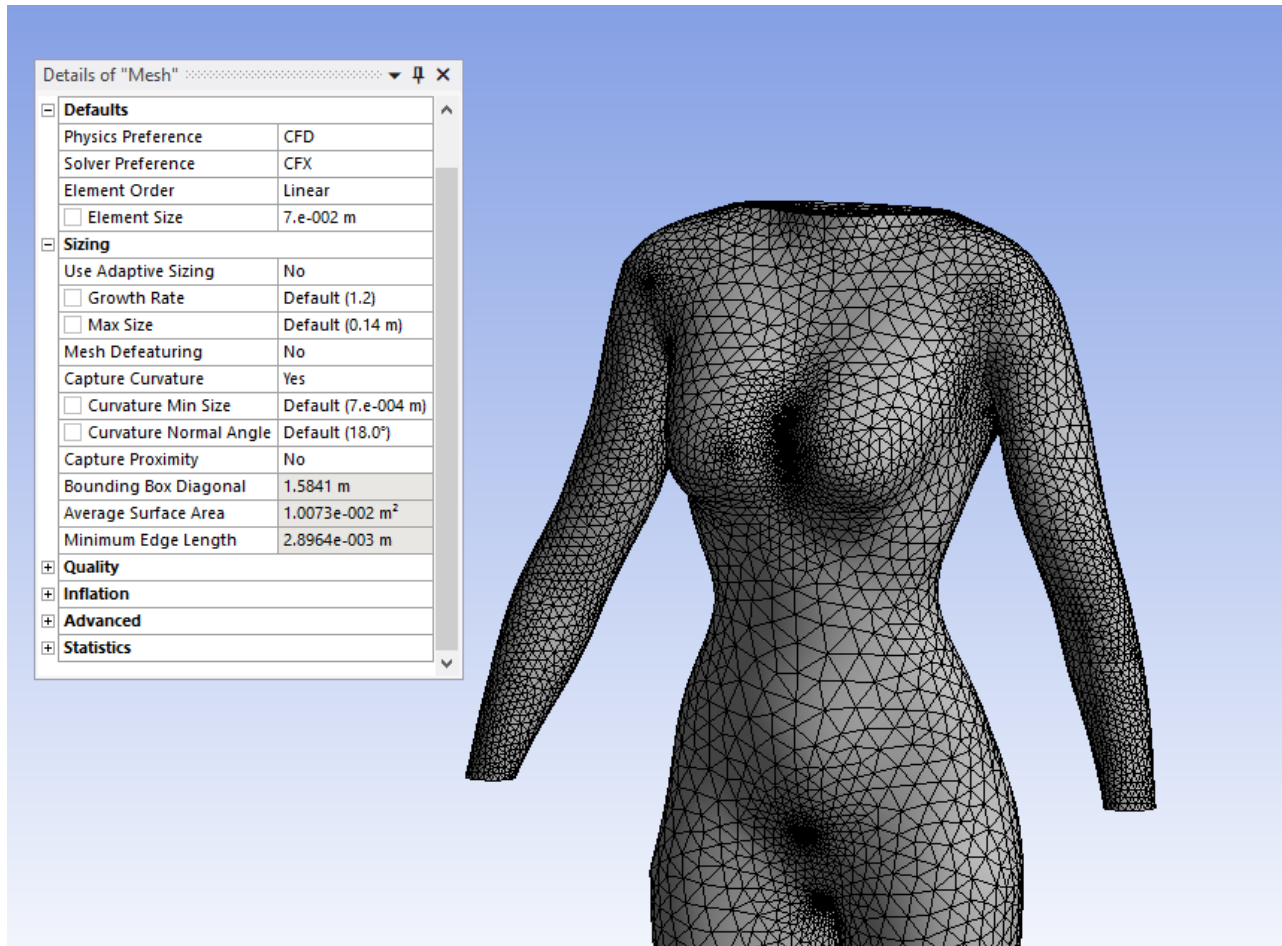 Details of "Mesh"
Defaults
Physics Preference CFD
Solver Preference CFX
Element Order Linear
Element Size 7.e-002 m
Sizing
Use Adaptive Sizing No
Growth Rate Default (1.2)
Max Size Default (0.14 m)
Mesh Defeaturing No
Capture Curvature Yes
Curvature Min Size Default (7.e-004 m)
Curvature Normal Angle Default (18.0°)
Capture Proximity No
Bounding Box Diagonal 1.5841 m
Average Surface Area 1.0073e-002 m²
Minimum Edge Length 2.8964e-003 m
Quality
Inflation
Advanced
Statistics